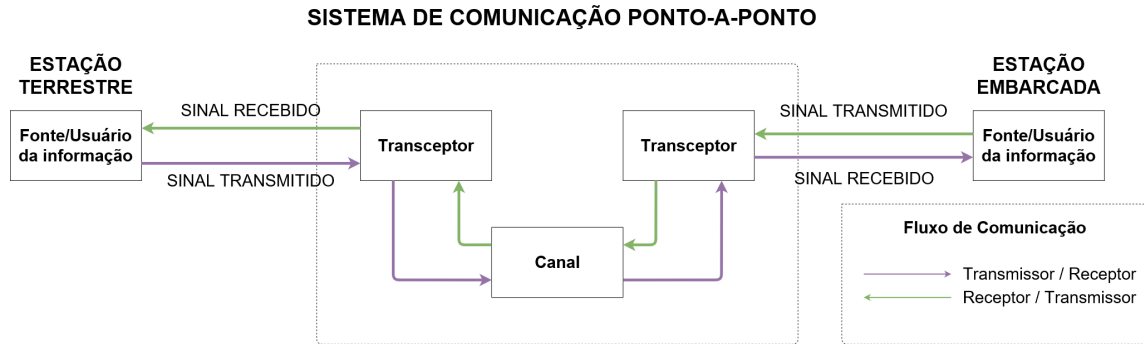 SISTEMA DE COMUNICAÇÃO PONTO-A-PONTO
ESTAÇÃO
TERRESTRE
Fonte/Usuário
da informação
SINAL RECEBIDO
SINAL TRANSMITIDO
Transceptor
Canal
Transceptor
SINAL TRANSMITIDO
SINAL RECEBIDO
ESTAÇÃO
EMBARCADA
Fonte/Usuário
da informação
Fluxo de Comunicação
Transmissor / Receptor
Receptor / Transmissor